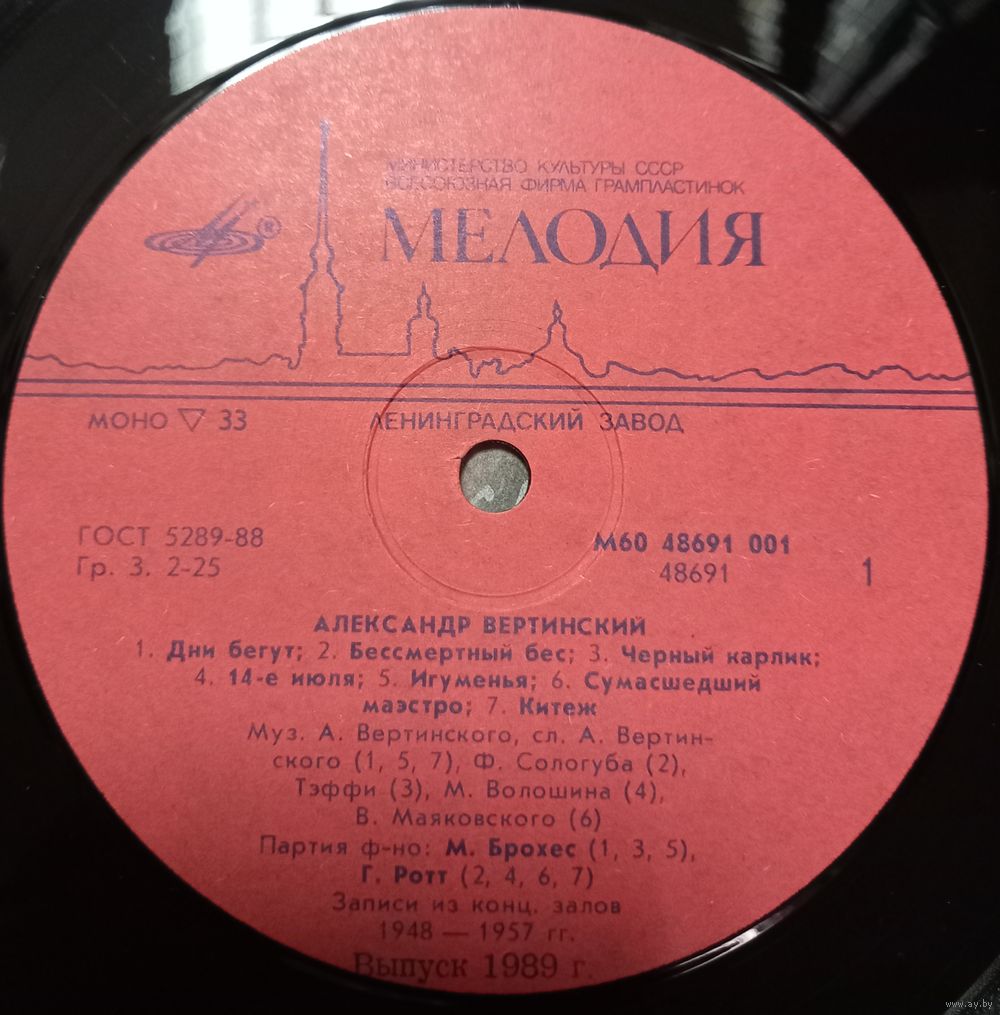 МИНИСТЕРСТВО КУЛЬТУРЫ СССР
ВСЕСОЮЗНАЯ ФИРМА ГРАМПЛАСТИНОК
®
МЕЛОДИЯ
МОНО ▽ 33
ЛЕНИНГРАДСКИЙ ЗАВОД
ГОСТ 5289-88
Гр. 3. 2-25
М60 48691 001
48691
1
АЛЕКСАНДР ВЕРТИНСКИЙ
1. Дни бегут; 2. Бессмертный бес; 3. Черный карлик;
4. 14-е июля; 5. Игуменья; 6. Сумасшедший
маэстро; 7. Китеж
Муз. А. Вертинского, сл. А. Вертин-
ского (1, 5, 7), Ф. Сологуба (2),
Тэффи (3), М. Волошина (4),
В. Маяковского (6)
Партия ф-но: М. Брохес (1, 3, 5),
Г. Ротт (2, 4, 6, 7)
Записи из конц. залов
1948 — 1957 гг.
Выпуск 1989 г.
www.ay.by